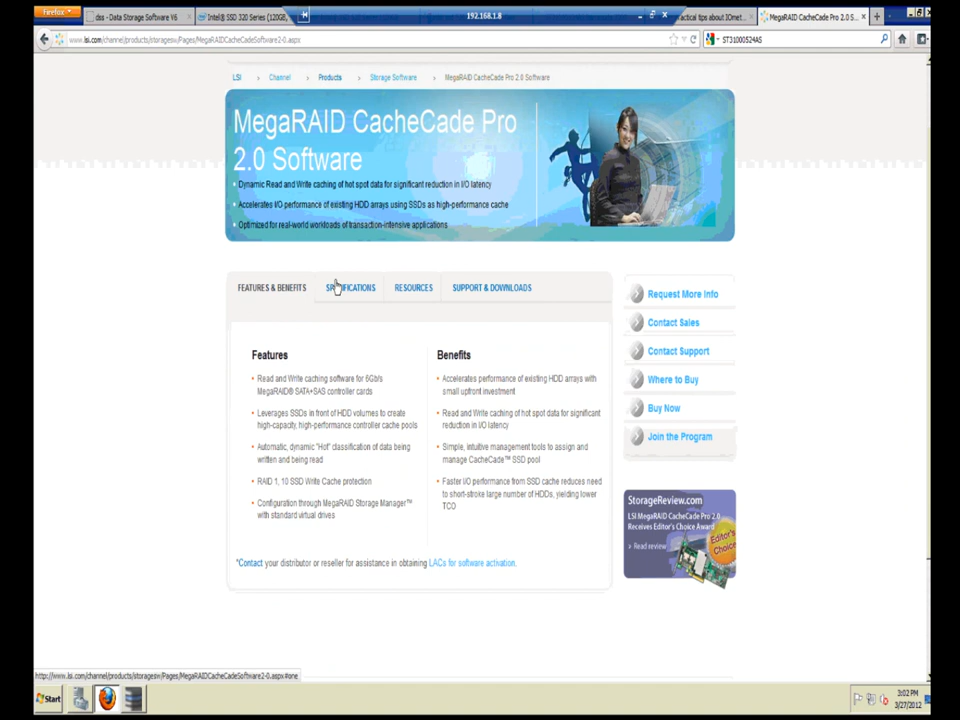 Firefox
dss - Data Storage Software V6
Intel® SSD 320 Series (120GB,
192.168.1.8
actical tips about JOmet...
MegaRAID CacheCade Pro 2.0 S...
www.lsi.com/channel/products/storagesw/Pages/MegaRAIDCacheCadeSoftware2-0.aspx
ST31000524AS
LSI > Channel > Products > Storage Software > MegaRAID CacheCade Pro 2.0 Software
MegaRAID CacheCade Pro
2.0 Software
Dynamic Read and Write caching of hot spot data for significant reduction in I/O latency
Accelerates I/O performance of existing HDD arrays using SSDs as high-performance cache
Optimized for real-world workloads of transaction-intensive applications
FEATURES & BENEFITS
SPECIFICATIONS
RESOURCES
SUPPORT & DOWNLOADS
Features
• Read and Write caching software for 6Gb/s
MegaRAID® SATA+SAS controller cards
• Leverages SSDs in front of HDD volumes to create
high-capacity, high-performance controller cache pools
• Automatic, dynamic "Hot" classification of data being
written and being read
• RAID 1, 10 SSD Write Cache protection
• Configuration through MegaRAID Storage Manager™
with standard virtual drives
Benefits
• Accelerates performance of existing HDD arrays with
small upfront investment
• Read and Write caching of hot spot data for significant
reduction in I/O latency
• Simple, intuitive management tools to assign and
manage CacheCade™ SSD pool
• Faster I/O performance from SSD cache reduces need
to short-stroke large number of HDDs, yielding lower
TCO
*Contact your distributor or reseller for assistance in obtaining LACs for software activation.
Request More Info
Contact Sales
Contact Support
Where to Buy
Buy Now
Join the Program
StorageReview.com
LSI MegaRAID CacheCade Pro 2.0
Receives Editor's Choice Award
> Read review
Editor's
Choice
http://www.lsi.com/channel/products/storagesw/Pages/MegaRAIDCacheCadeSoftware2-0.aspx#one
Start
3:02 PM
3/27/2012